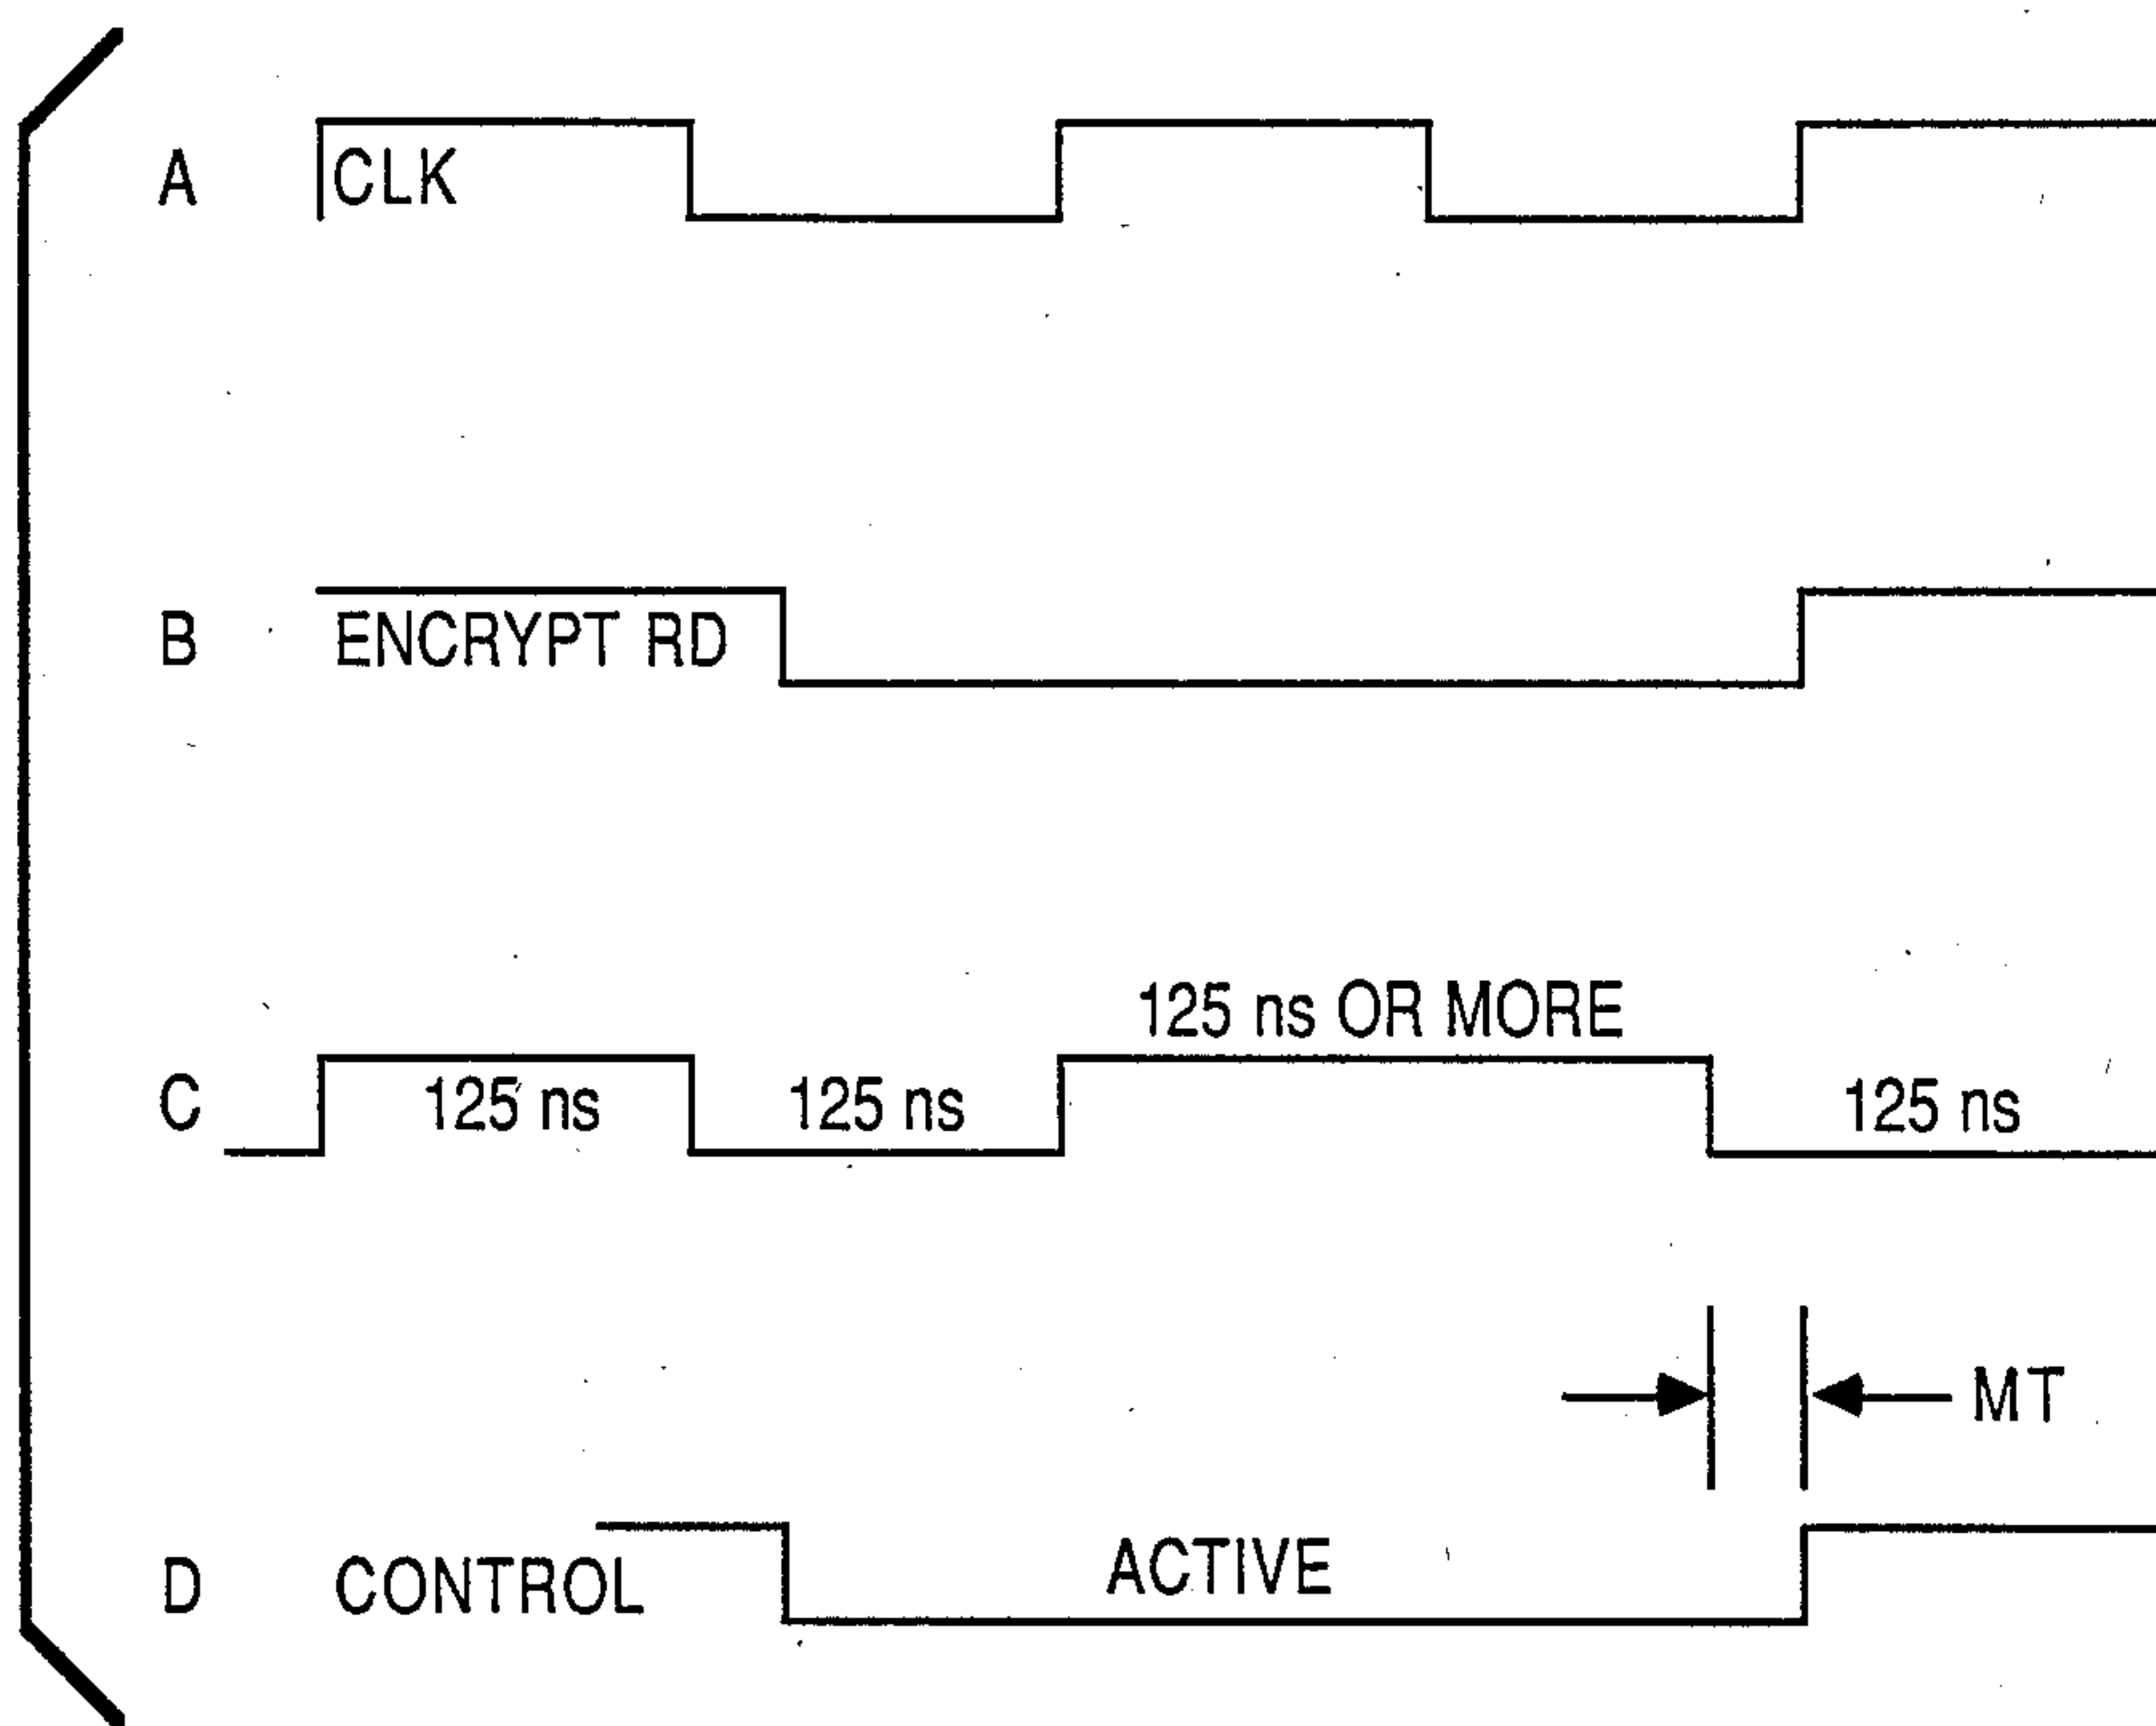 A CLK
B ENCRYPT RD
125 ns OR MORE
C 125 ns 125 ns 125 ns
MT
D CONTROL ACTIVE